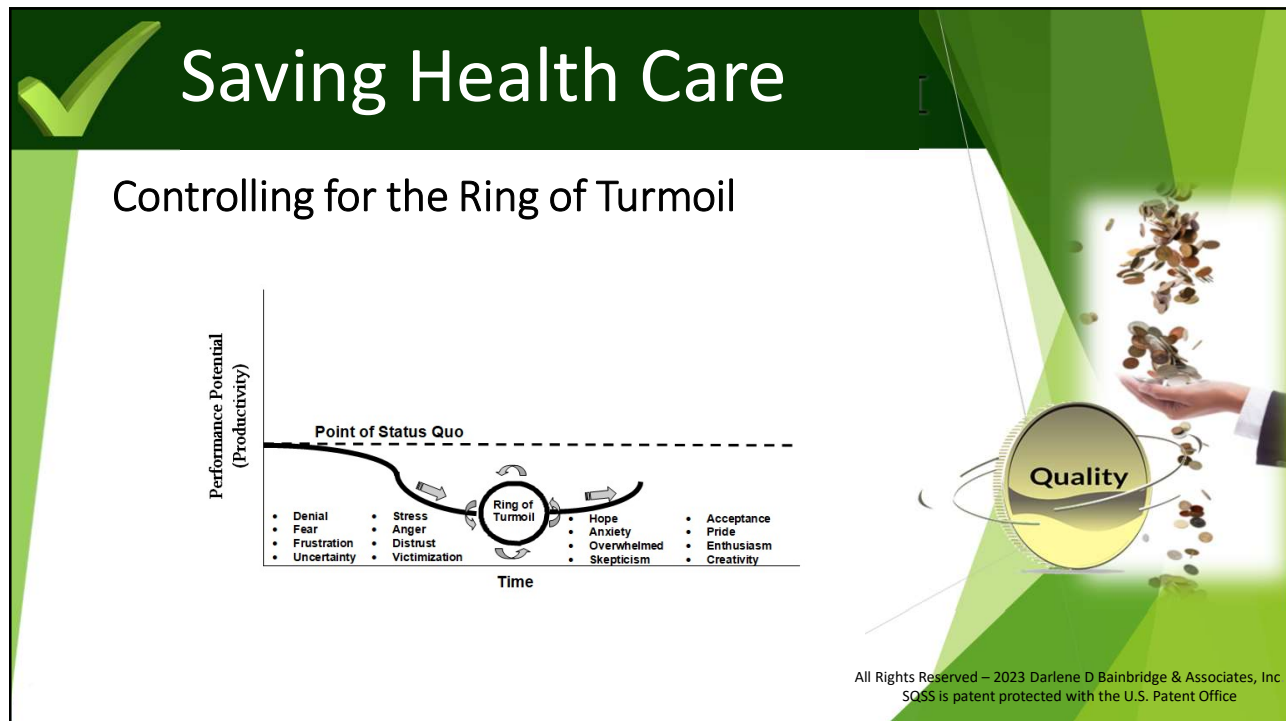 Saving Health Care
Controlling for the Ring of Turmoil
Performance Potential
(Productivity)
Point of Status Quo
Ring of
Turmoil
• Denial
• Fear
• Frustration
• Uncertainty
• Stress
• Anger
• Distrust
• Victimization
• Hope
• Anxiety
• Overwhelmed
• Skepticism
• Acceptance
• Pride
• Enthusiasm
• Creativity
Time
Quality
All Rights Reserved – 2023 Darlene D Bainbridge & Associates, Inc
SQSS is patent protected with the U.S. Patent Office